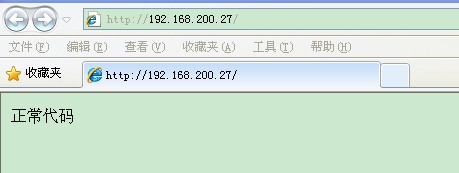 http://192.168.200.27/
文件(F) 编辑(E) 查看(V) 收藏夹(A) 工具(T) 帮助(H)
收藏夹 http://192.168.200.27/
正常代码